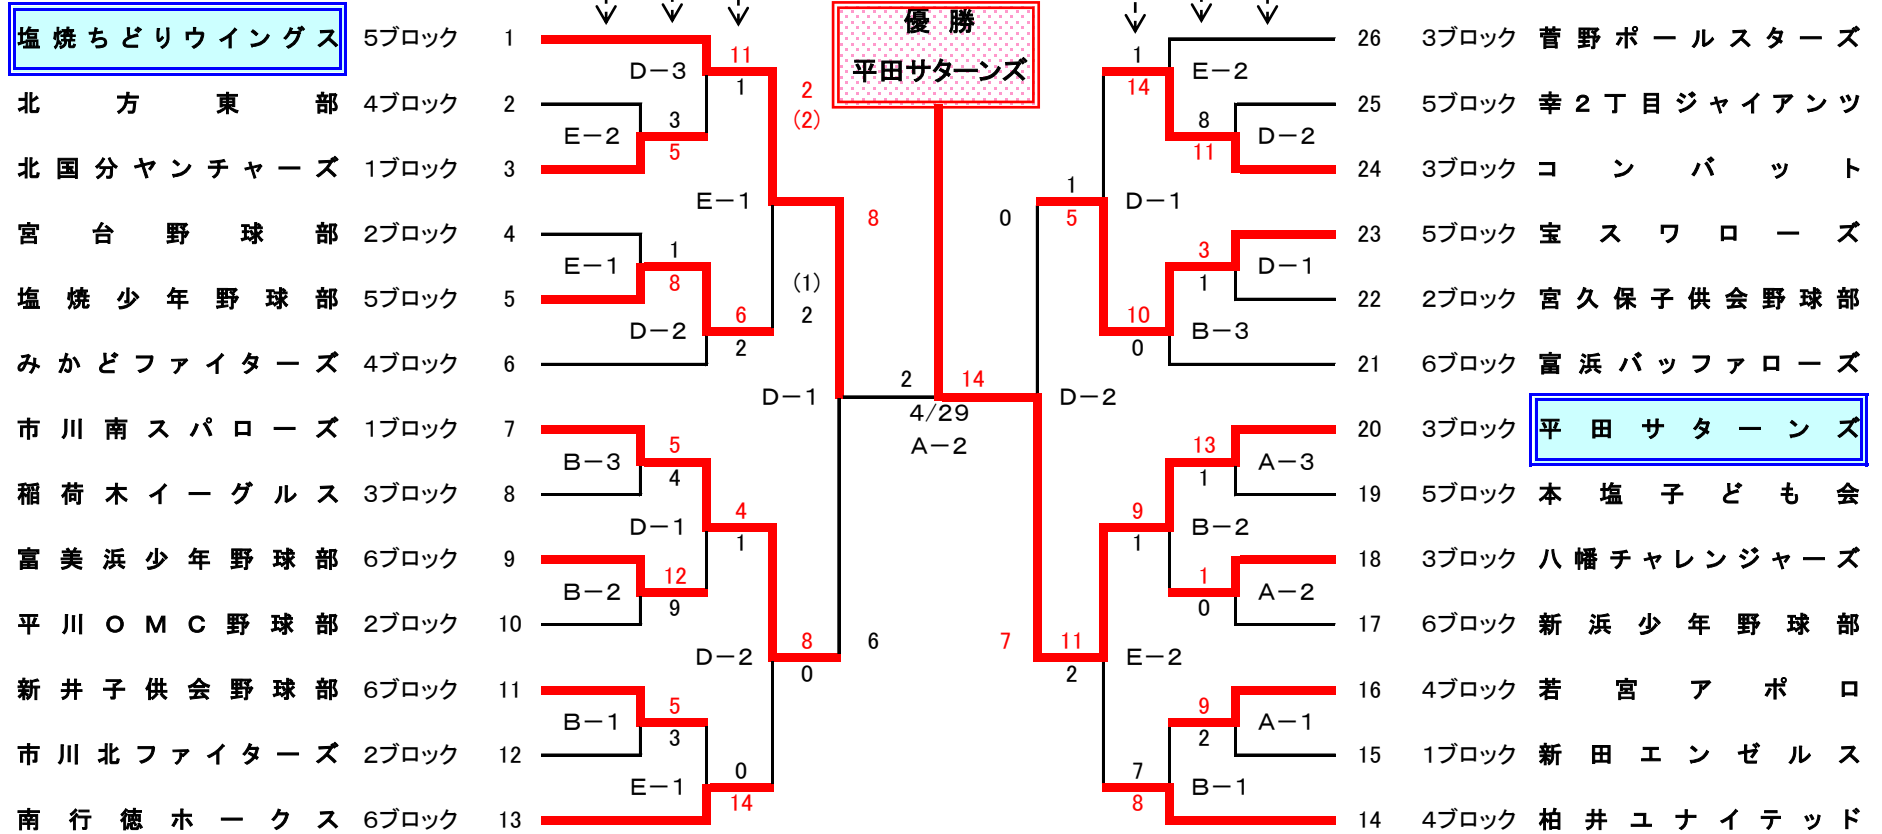 優 勝
平田サターンズ
塩焼ちどりウイングス 5ブロック 1
北方東部 4ブロック 2
北国分ヤンチャーズ 1ブロック 3
宮台野球部 2ブロック 4
塩焼少年野球部 5ブロック 5
みかどファイターズ 4ブロック 6
市川南スパローズ 1ブロック 7
稲荷木イーグルス 3ブロック 8
富美浜少年野球部 6ブロック 9
平川OMC野球部 2ブロック 10
新井子供会野球部 6ブロック 11
市川北ファイターズ 2ブロック 12
南行徳ホークス 6ブロック 13
E-2
3
5
E-1
1
8
B-3
5
4
B-2
12
9
B-1
5
3
D-3
11
1
D-2
6
2
D-1
4
1
E-1
0
14
2
(2)
E-1
(1)
2
D-2
8
0
8
D-1
6
2
14
4/29
A-2
0
D-2
7
1
5
D-1
11
2
E-2
1
14
E-2
10
0
B-3
9
1
B-2
7
8
B-1
8
11
D-2
3
1
D-1
13
1
A-3
1
0
A-2
9
2
A-1
26 3ブロック 菅野ポールスターズ
25 5ブロック 幸2丁目ジャイアンツ
24 3ブロック コンバット
23 5ブロック 宝スワローズ
22 2ブロック 宮久保子供会野球部
21 6ブロック 富浜バッファローズ
20 3ブロック 平田サターンズ
19 5ブロック 本塩子ども会
18 3ブロック 八幡チャレンジャーズ
17 6ブロック 新浜少年野球部
16 4ブロック 若宮アポロ
15 1ブロック 新田エンゼルス
14 4ブロック 柏井ユナイテッド